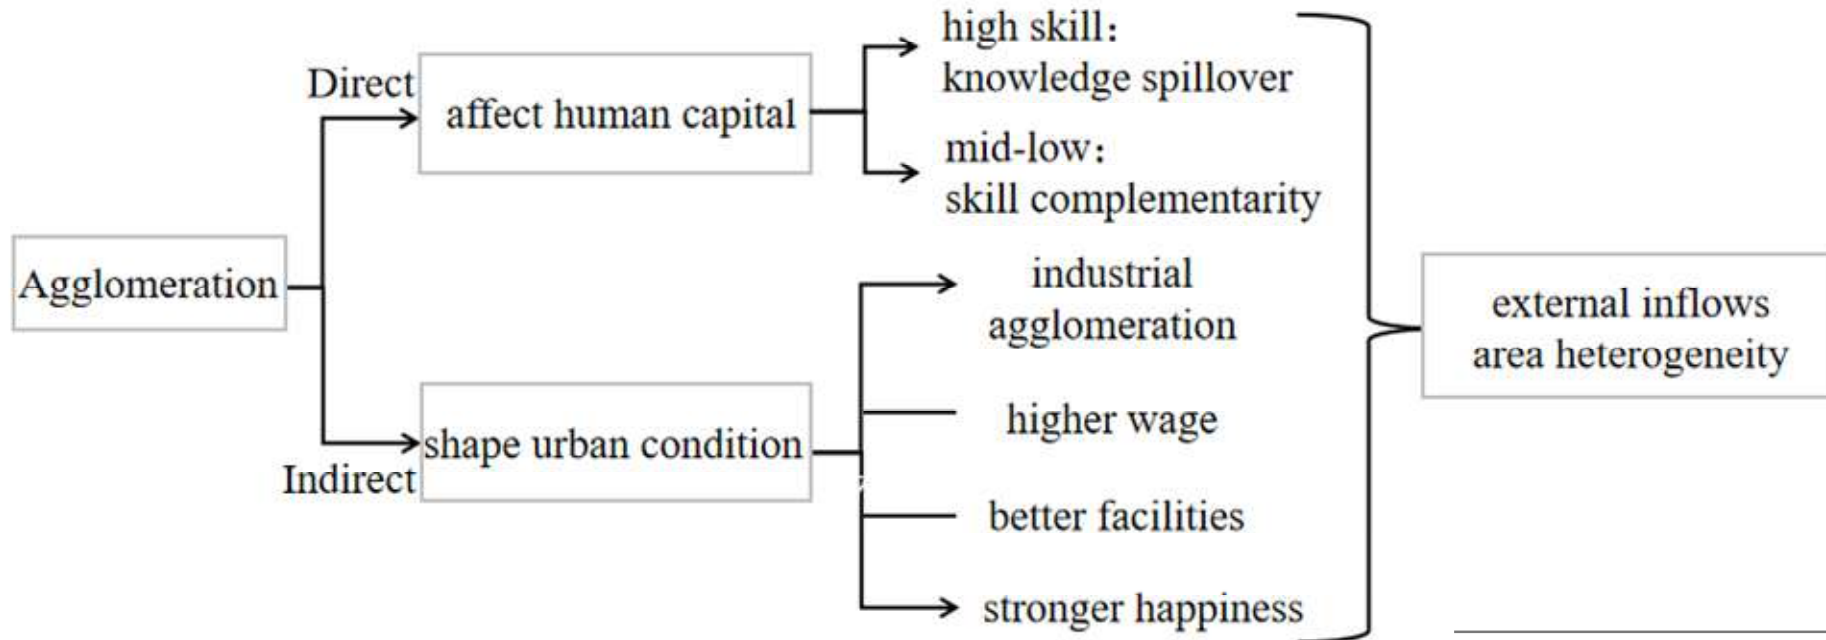 Agglomeration
Direct
affect human capital
high skill：
knowledge spillover
mid-low：
skill complementarity
Indirect
shape urban condition
industrial
agglomeration
higher wage
better facilities
stronger happiness
external inflows
area heterogeneity